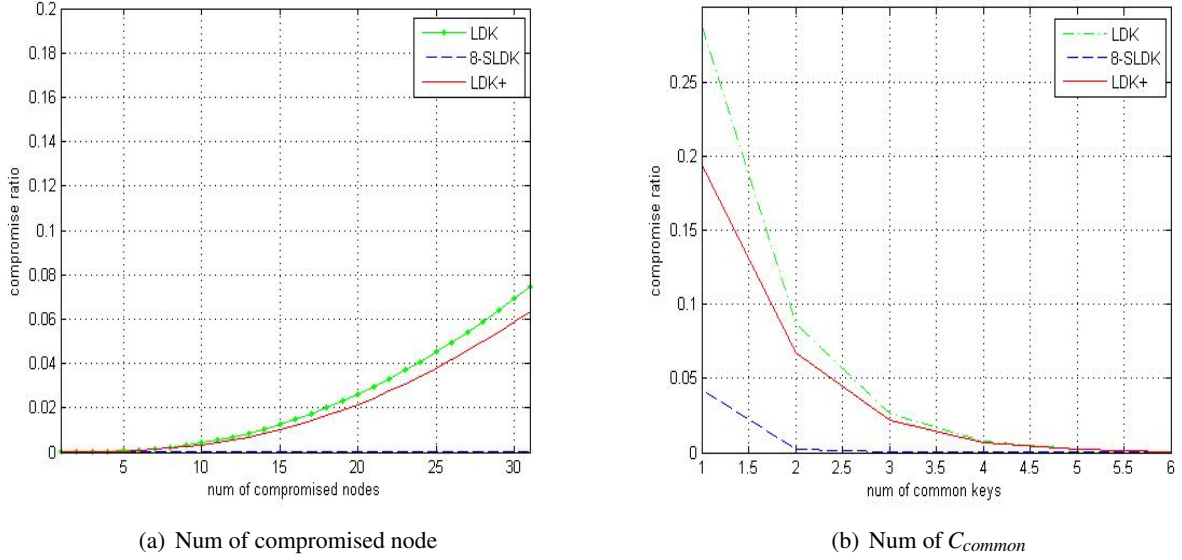 0.2
0.18
0.16
0.14
0.12
0.1
0.08
0.06
0.04
0.02
0
compromise ratio
LDK
8-SLDK
LDK+
5 10 15 20 25 30
num of compromised nodes
(a) Num of compromised node
0.25
0.2
0.15
0.1
0.05
0
compromise ratio
LDK
8-SLDK
LDK+
1 1.5 2 2.5 3 3.5 4 4.5 5 5.5 6
num of common keys
(b) Num of C_common